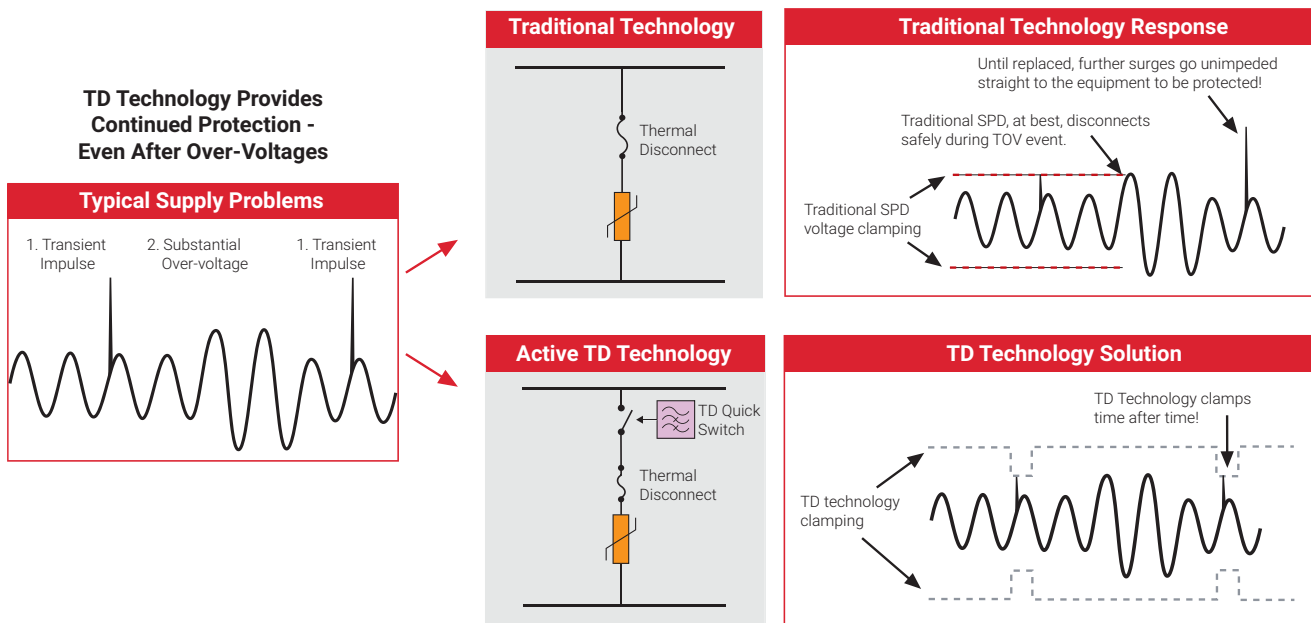 TD Technology Provides
Continued Protection -
Even After Over-Voltages
Typical Supply Problems
1. Transient
Impulse
2. Substantial
Over-voltage
1. Transient
Impulse
Traditional Technology
Thermal
Disconnect
Traditional Technology Response
Until replaced, further surges go unimpeded
straight to the equipment to be protected!
Traditional SPD, at best, disconnects
safely during TOV event.
Traditional SPD
voltage clamping
Active TD Technology
TD Quick
Switch
Thermal
Disconnect
TD Technology Solution
TD Technology clamps
time after time!
TD technology
clamping